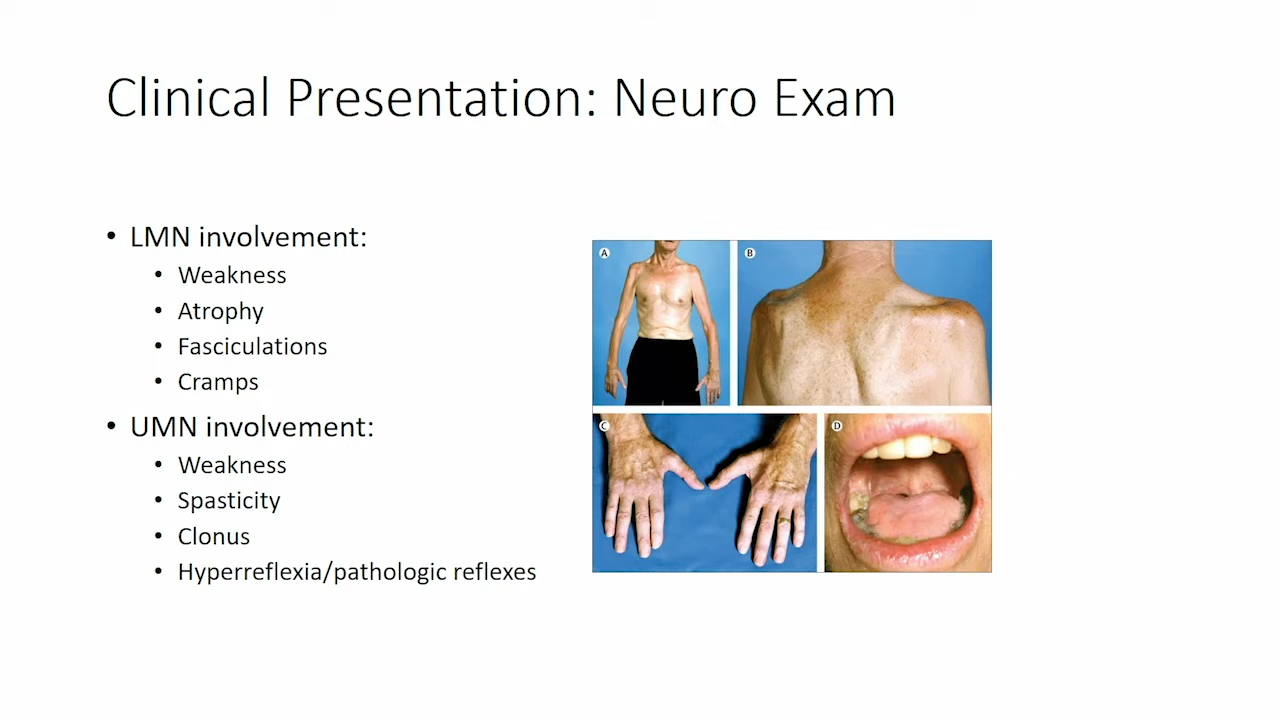 Clinical Presentation: Neuro Exam
• LMN involvement:
• Weakness
• Atrophy
• Fasciculations
• Cramps
• UMN involvement:
• Weakness
• Spasticity
• Clonus
• Hyperreflexia/pathologic reflexes
A
B
C
D